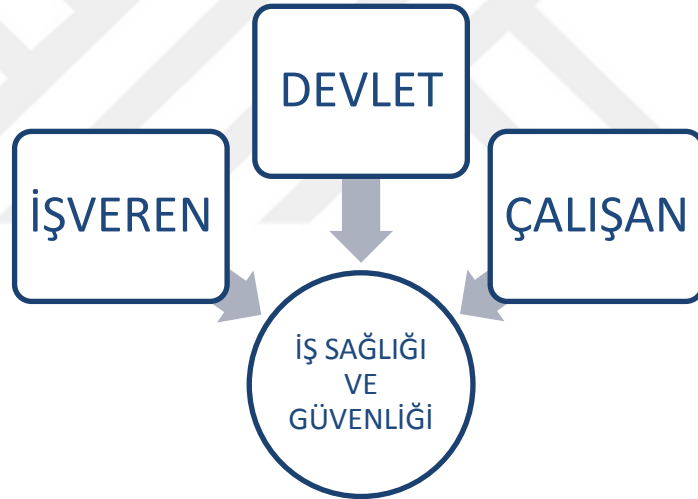 DEVLET
İŞVEREN
ÇALIŞAN
İŞ SAĞLIĞI
VE
GÜVENLİĞİ